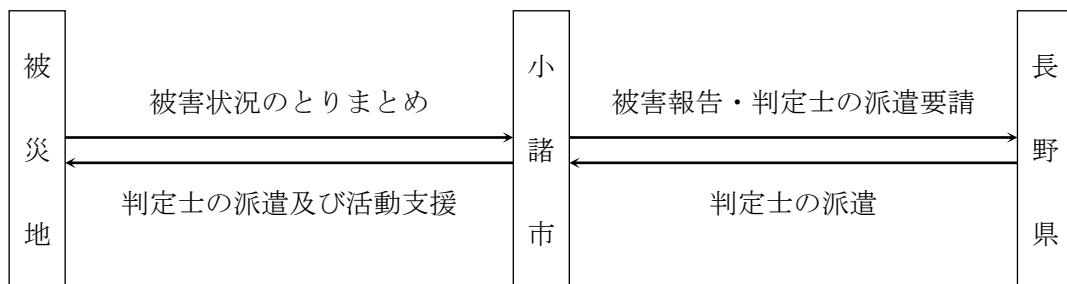 被災地
被害状況のとりまとめ
判定士の派遣及び活動支援
小諸市
被害報告・判定士の派遣要請
判定士の派遣
長野県